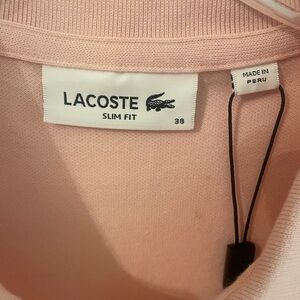 LACOSTE
SLIM FIT
38
MADE IN
PERU